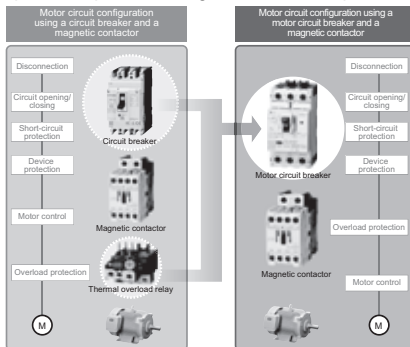 Motor circuit configuration
using a circuit breaker and a
magnetic contactor
Disconnection
Circuit opening/
closing
Short-circuit
protection
Device
protection
Motor control
Overload protection
M
Circuit breaker
Magnetic contactor
Thermal overload relay
Motor circuit configuration using a
motor circuit breaker and a
magnetic contactor
Motor circuit breaker
Magnetic contactor
Disconnection
Circuit opening/
closing
Short-circuit
protection
Device
protection
Overload protection
Motor control
M